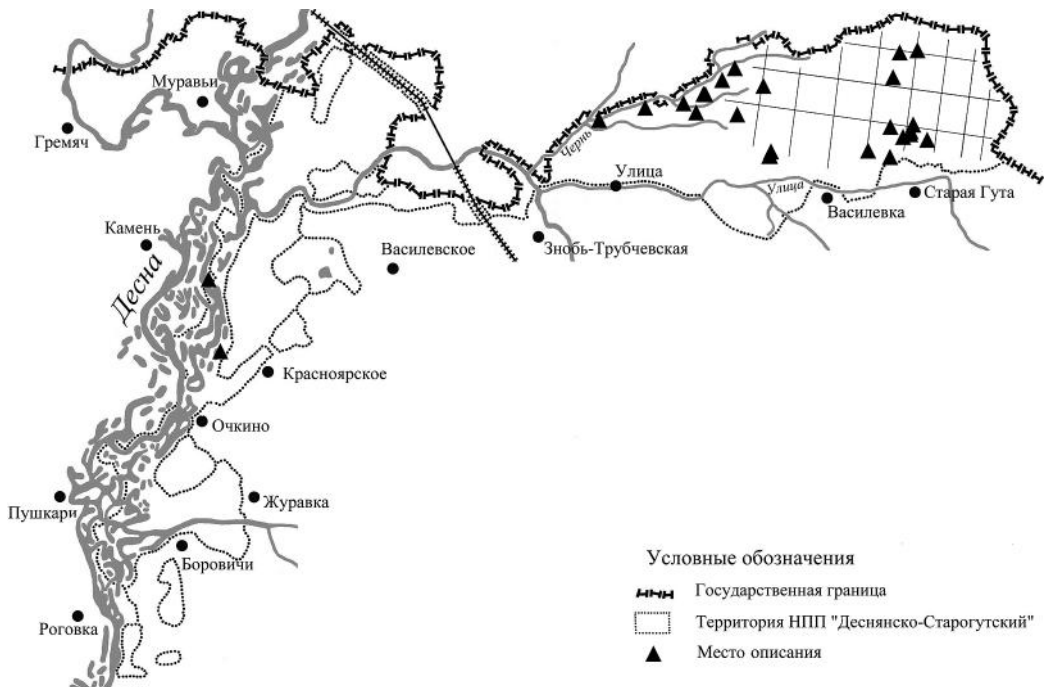 Муравьи
Гремяч
Чернь
Улица
Улица
Старая Гута
Василевка
Камень
Василевское
Знобь-Трубчевская
Десна
Красноярское
Очкино
Пушкари
Журавка
Боровичи
Роговка
Условные обозначения
Государственная граница
Территория НПП "Деснянско-Старогутский"
Место описания